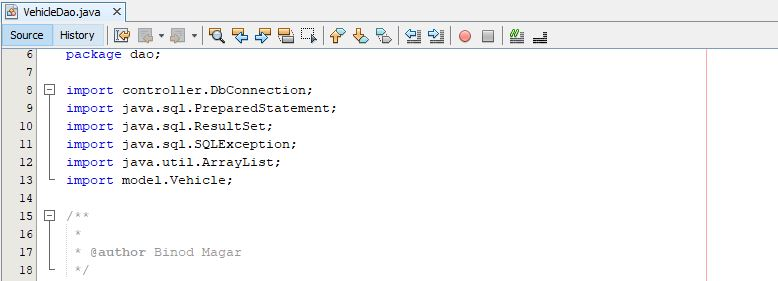 VehicleDao.java
Source History
6 package dao;
7
8 import controller.DbConnection;
9 import java.sql.PreparedStatement;
10 import java.sql.ResultSet;
11 import java.sql.SQLException;
12 import java.util.ArrayList;
13 import model.Vehicle;
14
15 /**
16 *
17 * @author Binod Magar
18 */